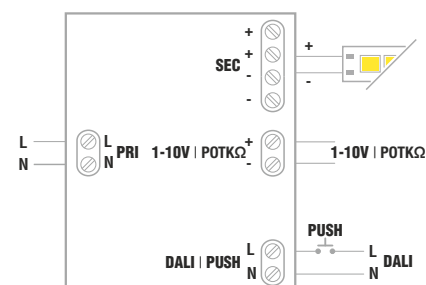 +
+
SEC
-
-
+
-
L
N
L
N
PRI
1-10V | POTKΩ
+
-
1-10V | POTKΩ
PUSH
DALI | PUSH
L
N
L
N
DALI